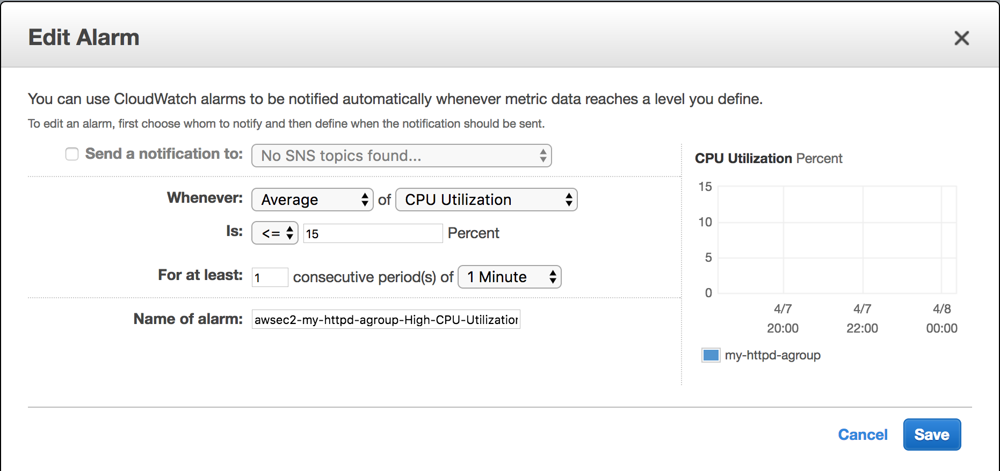 Edit Alarm
You can use CloudWatch alarms to be notified automatically whenever metric data reaches a level you define.
To edit an alarm, first choose whom to notify and then define when the notification should be sent.
Send a notification to: No SNS topics found...
Whenever: Average of CPU Utilization
Is: <= 15 Percent
For at least: 1 consecutive period(s) of 1 Minute
Name of alarm: awsec2-my-httpd-agroup-High-CPU-Utilization
CPU Utilization Percent
15
10
5
0
4/7 4/7 4/8
20:00 22:00 00:00
my-httpd-agroup
Cancel Save